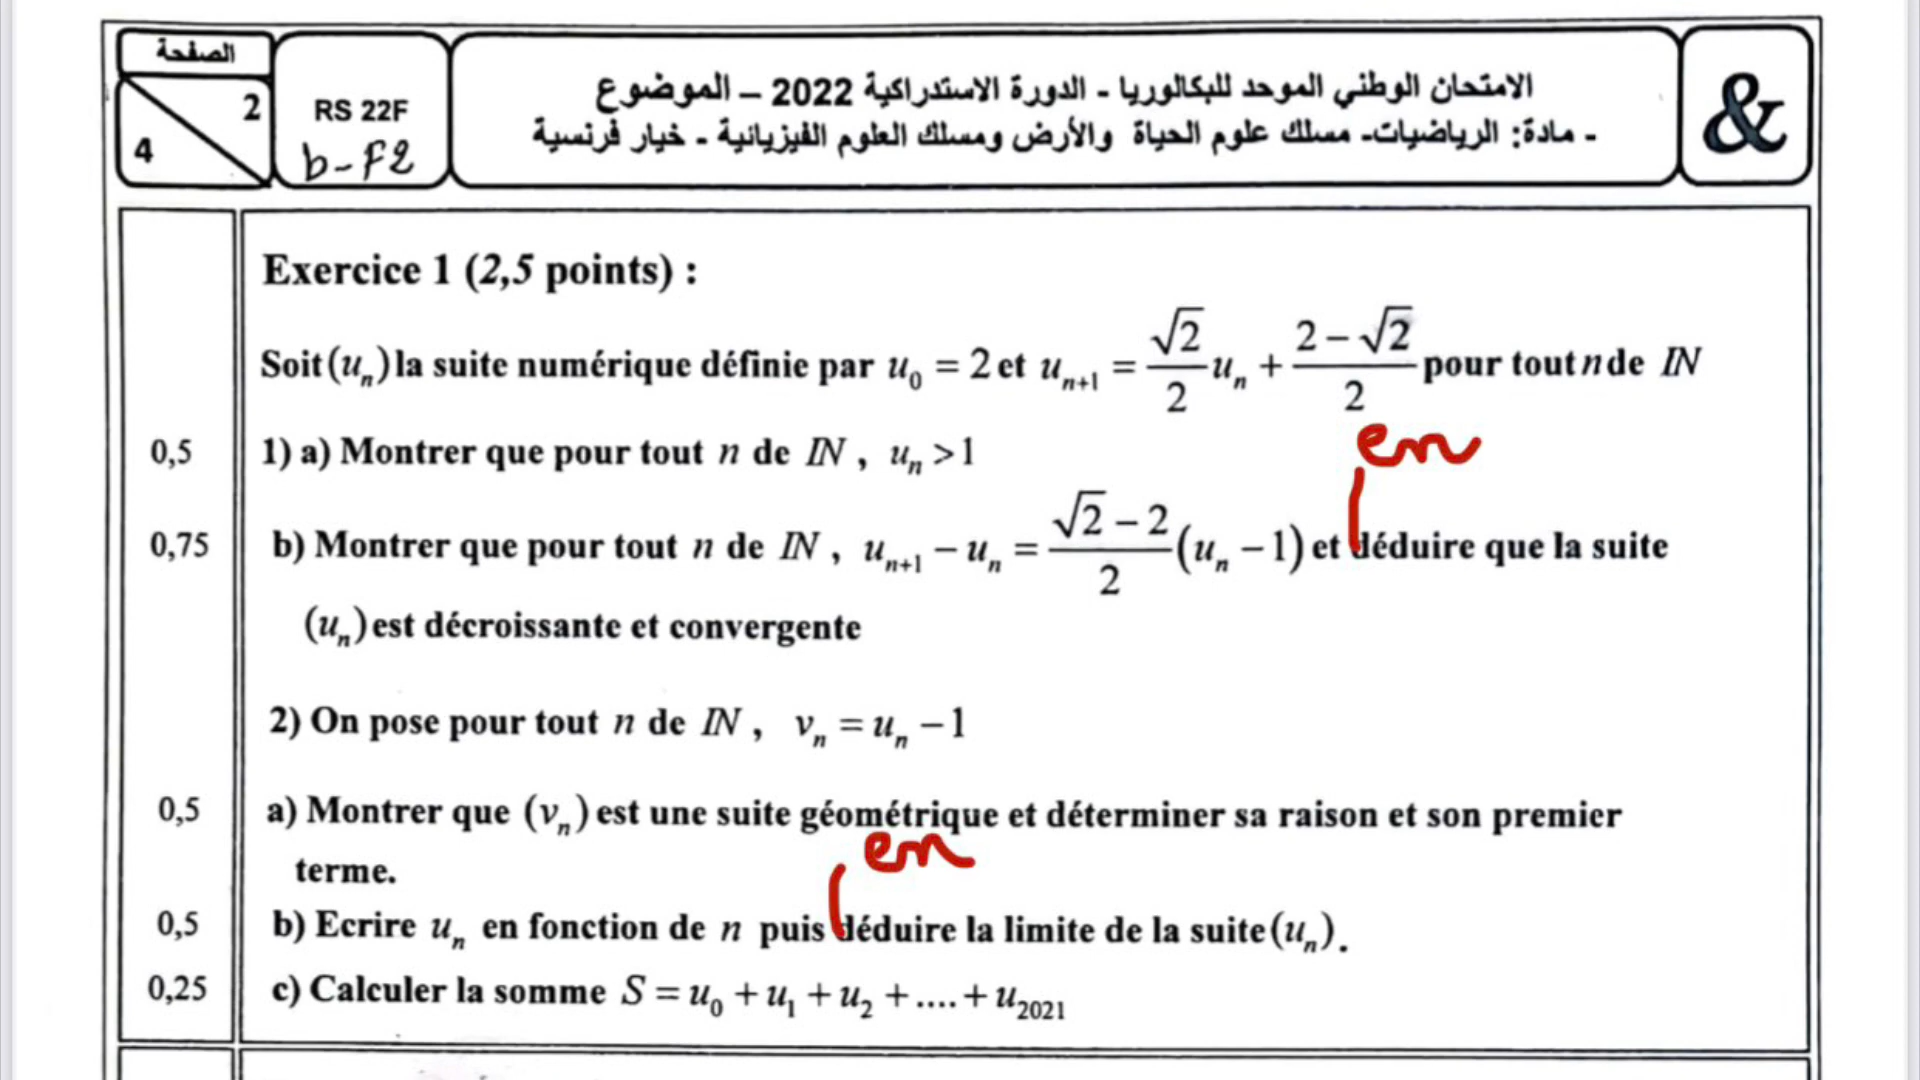 الصفحة
2
4
RS 22F
b-F2
الامتحان الوطني الموحد للبكالوريا - الدورة الاستدراكية 2022 – الموضوع
- مادة: الرياضيات- مسلك علوم الحياة والأرض ومسلك العلوم الفيزيائية - خيار فرنسية
&
Exercice 1 (2,5 points) :
Soit (uₙ) la suite numérique définie par u₀ = 2 et uₙ₊₁ = √2/2 uₙ + (2 − √2)/2 pour tout n de IN
0,5 1) a) Montrer que pour tout n de IN , uₙ > 1
en
0,75 b) Montrer que pour tout n de IN , uₙ₊₁ − uₙ = (√2 − 2)/2 (uₙ − 1) et déduire que la suite
(uₙ) est décroissante et convergente
2) On pose pour tout n de IN , vₙ = uₙ − 1
0,5 a) Montrer que (vₙ) est une suite géométrique et déterminer sa raison et son premier
terme.
en
0,5 b) Ecrire uₙ en fonction de n puis déduire la limite de la suite (uₙ).
0,25 c) Calculer la somme S = u₀ + u₁ + u₂ + .... + u₂₀₂₁